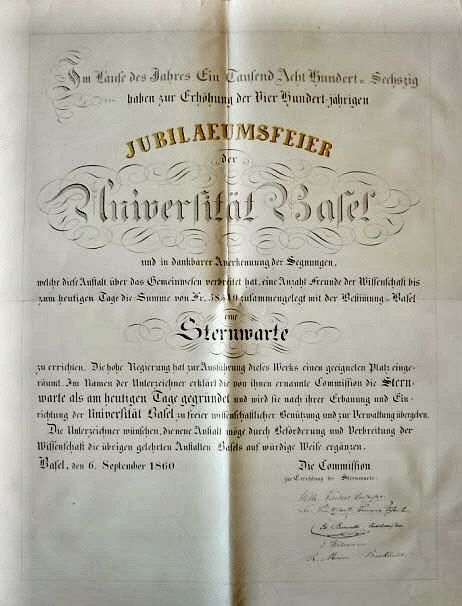 Im Laufe des Jahres Ein Tausend Acht Hundert u. Sechszig
haben zur Erhöhung der Vier Hundert-jährigen
JUBILAEUMSFEIER
der
Universität Basel
und in dankbarer Anerkennung der Segnungen,
welche diese Anstalt über das Gemeinwesen verbreitet hat, eine Anzahl Freunde der Wissenschaft bis
zum heutigen Tage die Summe von Fr. zusammengelegt mit der Bestimung in Basel
eine
Sternwarte
zu errichten. Die hohe Regierung hat zur Ausführung dieses Werks einen geeigneten Platz einge-
räumt. Im Namen der Unterzeichner erklärt die von ihnen ernannte Commission die Stern-
warte als am heutigen Tage gegründet und wird sie nach ihrer Erbauung und Ein-
richtung der Universität Basel zu freier wissenschaftlicher Benützung und zur Verwaltung übergeben.
Die Unterzeichner wünschen, die neue Anstalt möge durch Beförderung und Verbreitung der
Wissenschaft die übrigen gelehrten Anstalten Basels auf würdige Weise ergänzen.
Basel, den 6. September 1860
Die Commission
zur Errichtung der Sternwarte.